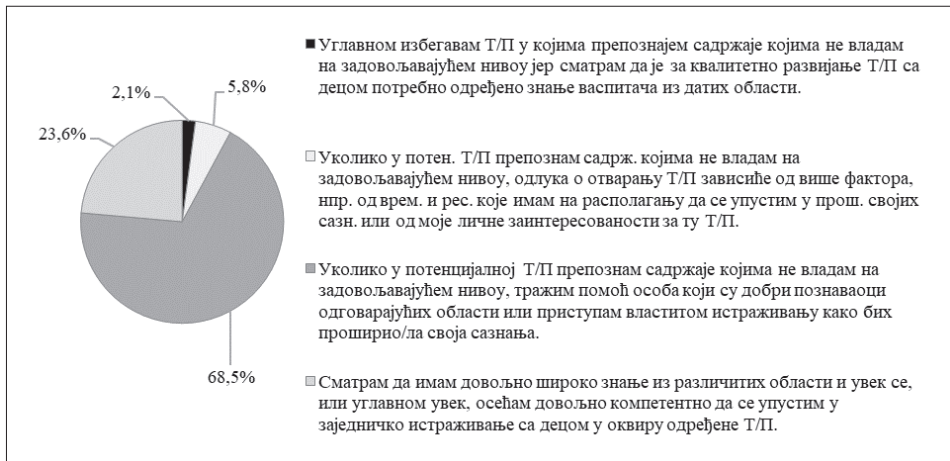 2,1%
5,8%
23,6%
68,5%
Углавном избегавам Т/П у којима препознајем садржаје којима не владам
на задовољавајућем нивоу јер сматрам да је за квалитетно развијање Т/П са
децом потребно одређено знање васпитача из датих области.
Уколико у потен. Т/П препознам садрж. којима не владам на
задовољавајућем нивоу, одлука о отварању Т/П зависиће од више фактора,
нпр. од врем. и рес. које имам на располагању да се упустим у прош. својих
сазн. или од моје личне заинтересованости за ту Т/П.
Уколико у потенцијалној Т/П препознам садржаје којима не владам на
задовољавајућем нивоу, тражим помоћ особа који су добри познаваоци
одговарајућих области или приступам властитом истраживању како бих
проширио/ла своја сазнања.
Сматрам да имам довољно широко знање из различитих области и увек се,
или углавном увек, осећам довољно компетентно да се упустим у
заједничко истраживање са децом у оквиру одређене Т/П.